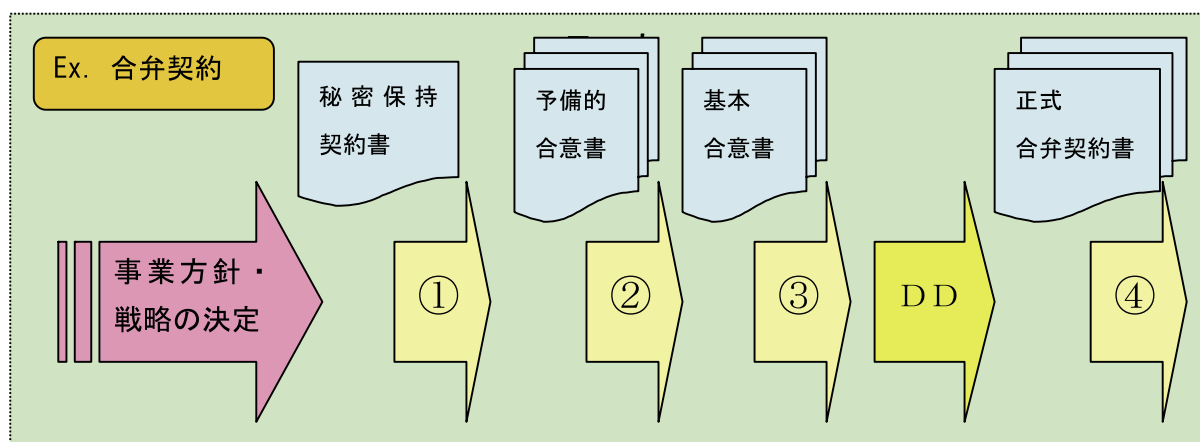 Ex. 合弁契約
秘密保持
契約書
予備的
合意書
基本
合意書
正式
合弁契約書
事業方針・
戦略の決定
①
②
③
ＤＤ
④